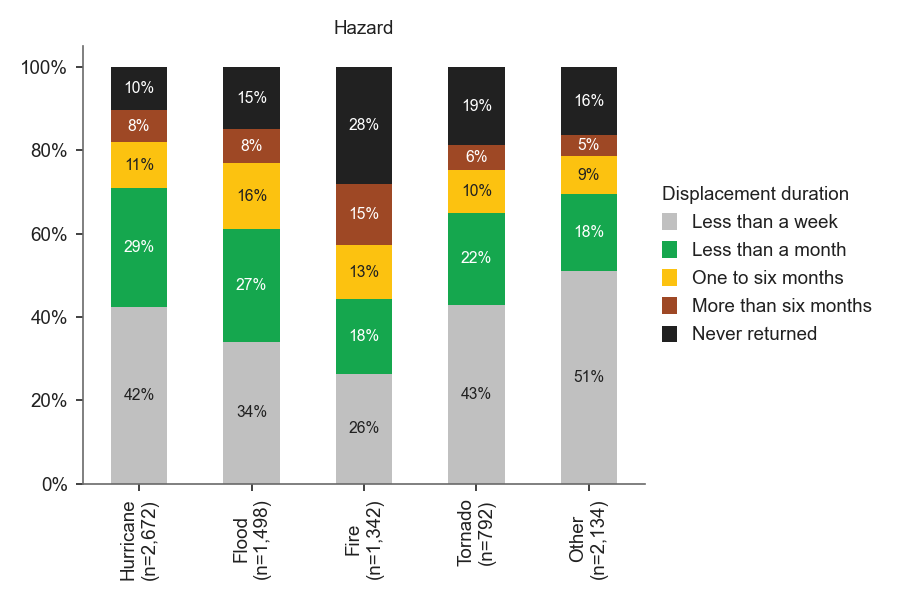 Hazard
100%
80%
60%
40%
20%
0%
10%
8%
11%
29%
42%
15%
8%
16%
27%
34%
28%
15%
13%
18%
26%
19%
6%
10%
22%
43%
16%
5%
9%
18%
51%
Hurricane
(n=2,672)
Flood
(n=1,498)
Fire
(n=1,342)
Tornado
(n=792)
Other
(n=2,134)
Displacement duration
Less than a week
Less than a month
One to six months
More than six months
Never returned